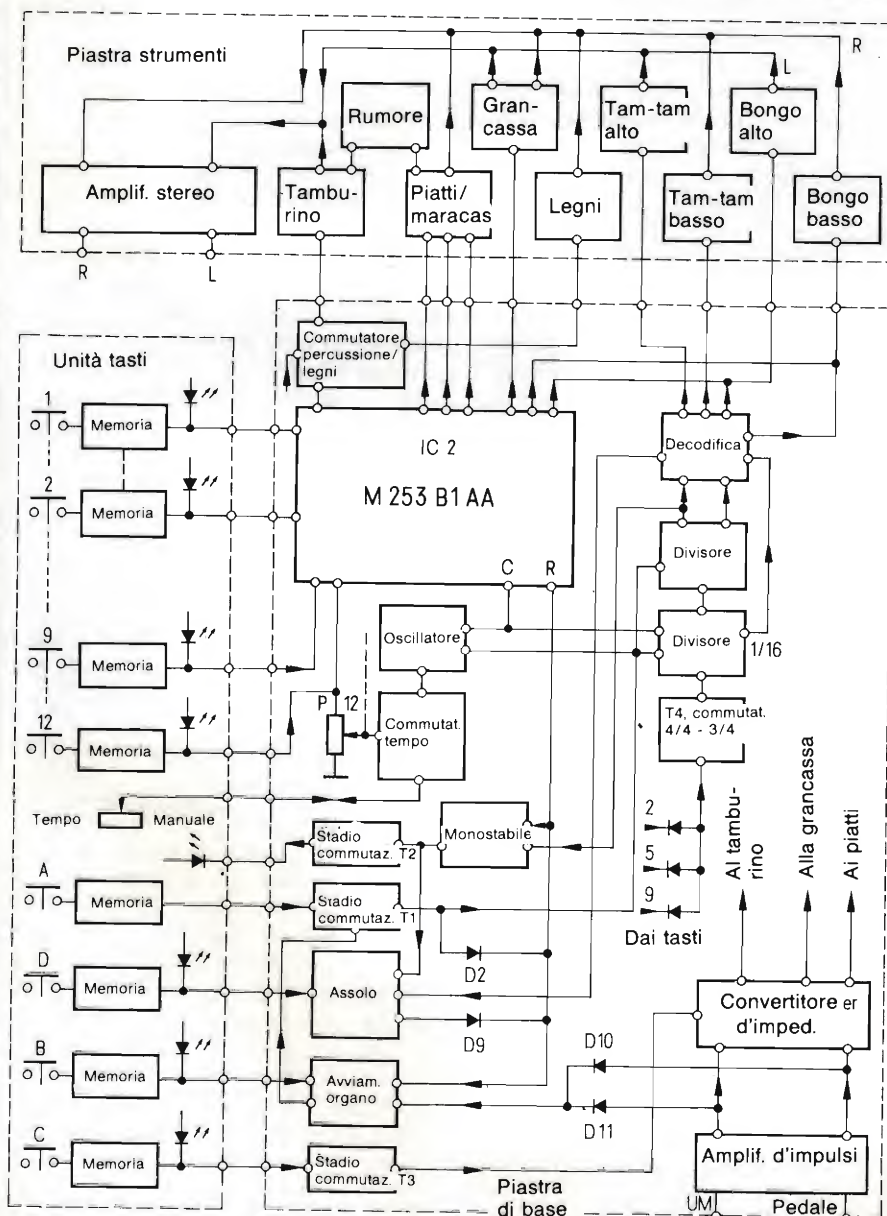 Piastra strumenti
R
L
Rumore
Gran-
cassa
Tam-tam
alto
Bongo
alto
Amplif. stereo
Tambu-
rino
Piatti/
maracas
Legni
Tam-tam
basso
Bongo
basso
R
L
Unità tasti
Commutatore
percussione/
legni
1
Memoria
2
Memoria
IC 2
M 253 B1 AA
C
R
Decodifica
Divisore
9
Memoria
Oscillatore
Divisore
1/16
12
Memoria
P
12
Commutat.
tempo
T4, commutat.
4/4 - 3/4
Tempo
Manuale
Stadio
commutaz. T2
Monostabile
2
5
9
Dai tasti
Al tambu-
rino
Alla grancassa
Ai piatti
A
Memoria
Stadio
commutaz. T1
D2
D
Memoria
Assolo
D9
Convertitore er
d'imped.
B
Memoria
Avviam.
organo
D10
D11
C
Memoria
Stadio
commutaz. T3
Amplif. d'impulsi
Piastra
di base
UM
Pedale